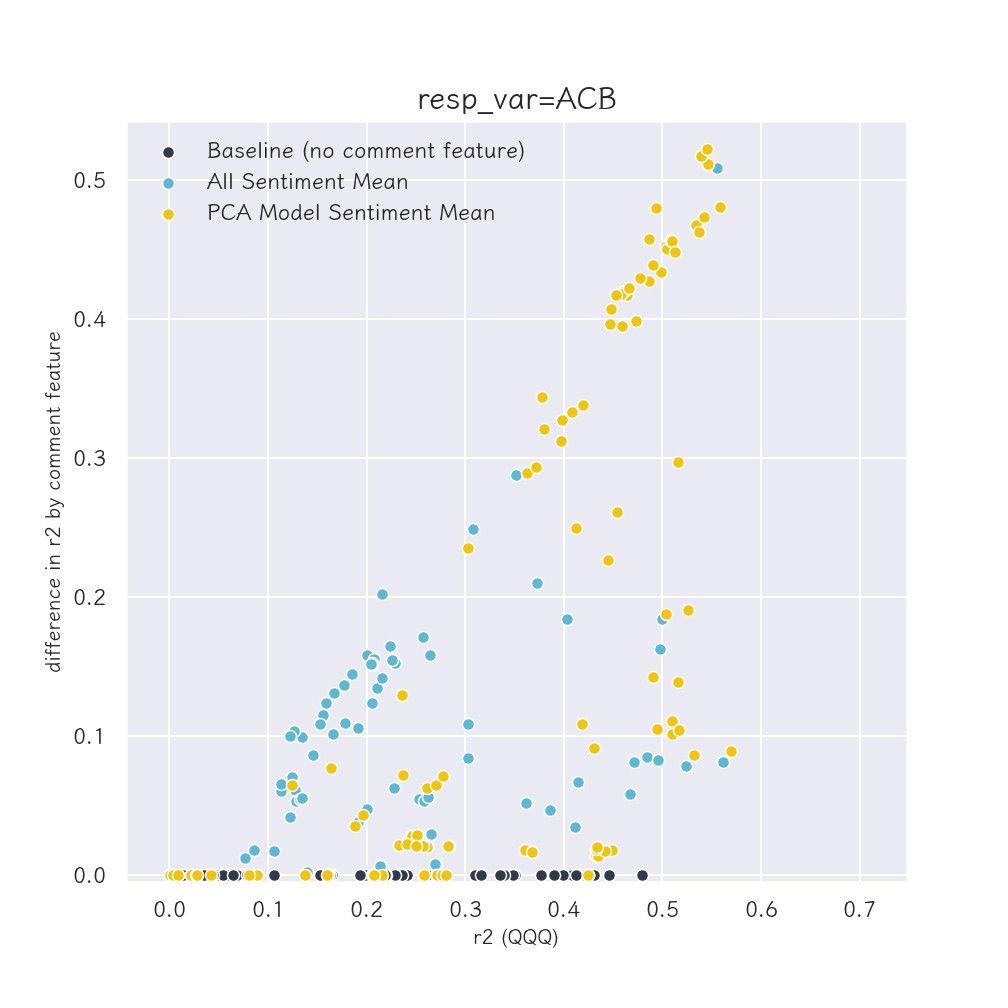 resp_var=ACB
Baseline (no comment feature)
All Sentiment Mean
PCA Model Sentiment Mean
difference in r2 by comment feature
0.5
0.4
0.3
0.2
0.1
0.0
0.0 0.1 0.2 0.3 0.4 0.5 0.6 0.7
r2 (QQQ)